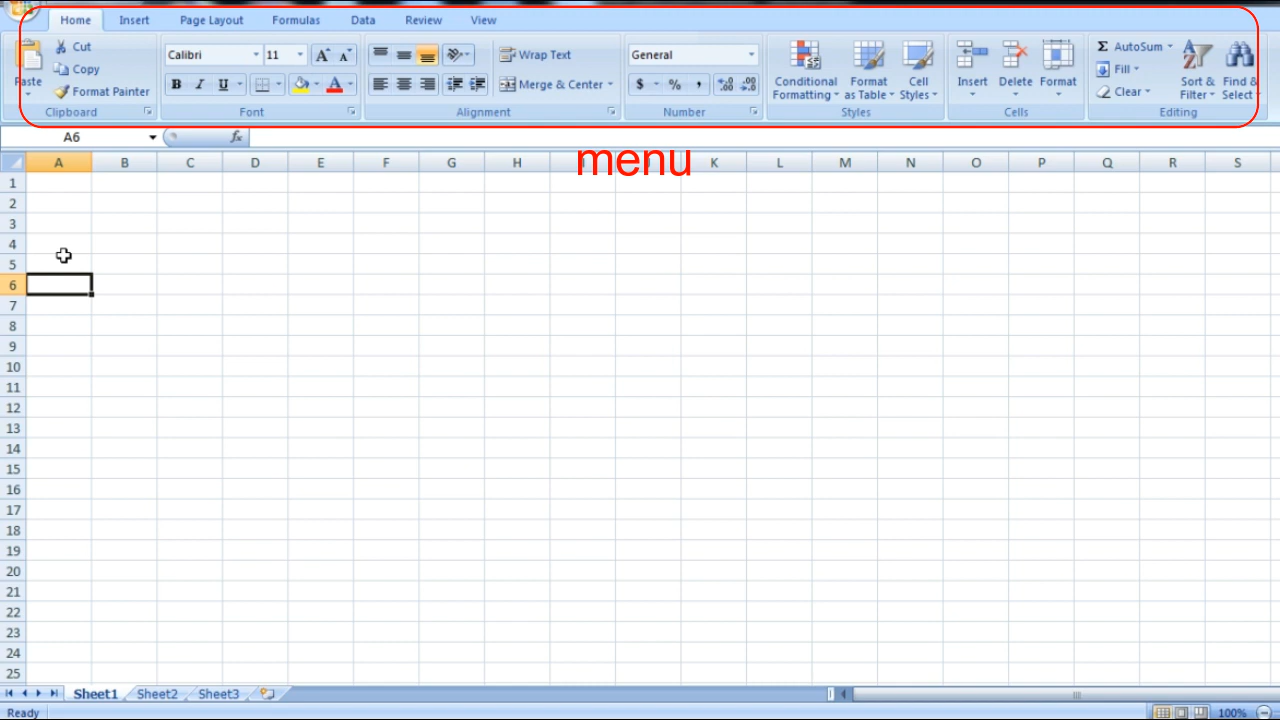 Home Insert Page Layout Formulas Data Review View
Paste
Cut
Copy
Format Painter
Clipboard
Calibri 11
B I U A
Font
Wrap Text
Merge & Center
Alignment
General
$ % ,
Number
Conditional Formatting
Format as Table
Cell Styles
Styles
Insert Delete Format
Cells
Σ AutoSum
Fill
Clear
Sort & Filter
Find & Select
Editing
A6 fx
menu
A B C D E F G H K L M N O P Q R S
1
2
3
4
5
6
7
8
9
10
11
12
13
14
15
16
17
18
19
20
21
22
23
24
25
Sheet1 Sheet2 Sheet3
Ready 100%